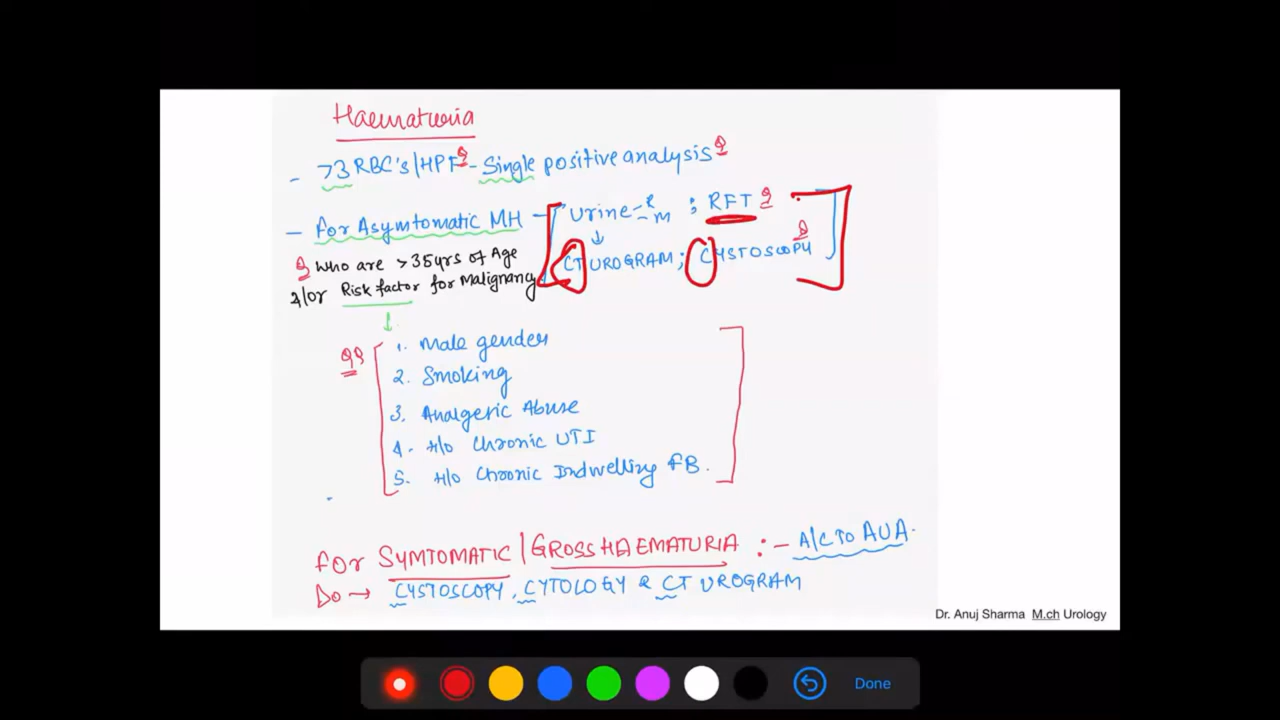 Haematuria
- >3 RBC's/HPF Q - Single positive analysis Q
- for Asymtomatic MH - Urine - R/m ; RFT Q
↓
Q Who are >35yrs of Age
CT UROGRAM; CYSTOSCOPY Q
&/or Risk factor for Malignancy
↓
QQ 1. Male gender
2. Smoking
3. Analgesic Abuse
4. H/o Chronic UTI
5. H/o Chronic Indwelling FB.
for SYMTOMATIC / GROSS HAEMATURIA :- A/C TO AUA.
Do → CYSTOSCOPY, CYTOLOGY & CT UROGRAM
Dr. Anuj Sharma M.ch Urology
Done